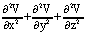 ∂²V/∂x² + ∂²V/∂y² + ∂²V/∂z²